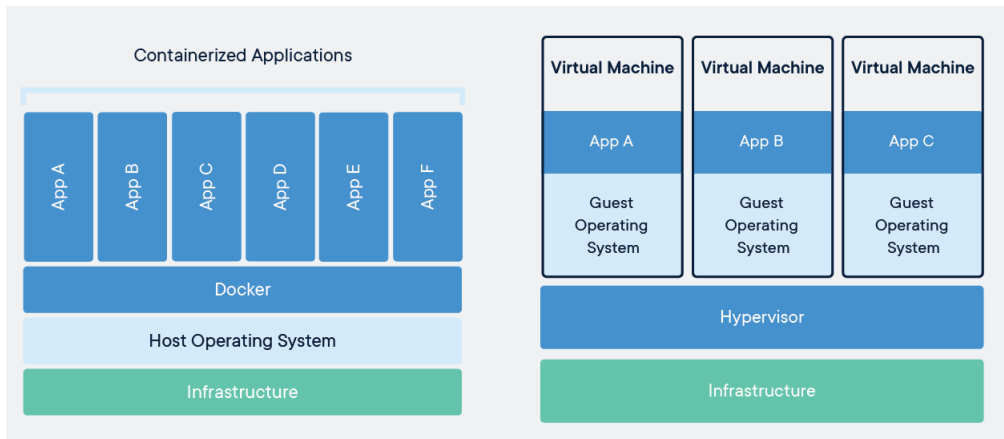 Containerized Applications
App A
App B
App C
App D
App E
App F
Docker
Host Operating System
Infrastructure
Virtual Machine
App A
Guest
Operating
System
Virtual Machine
App B
Guest
Operating
System
Virtual Machine
App C
Guest
Operating
System
Hypervisor
Infrastructure